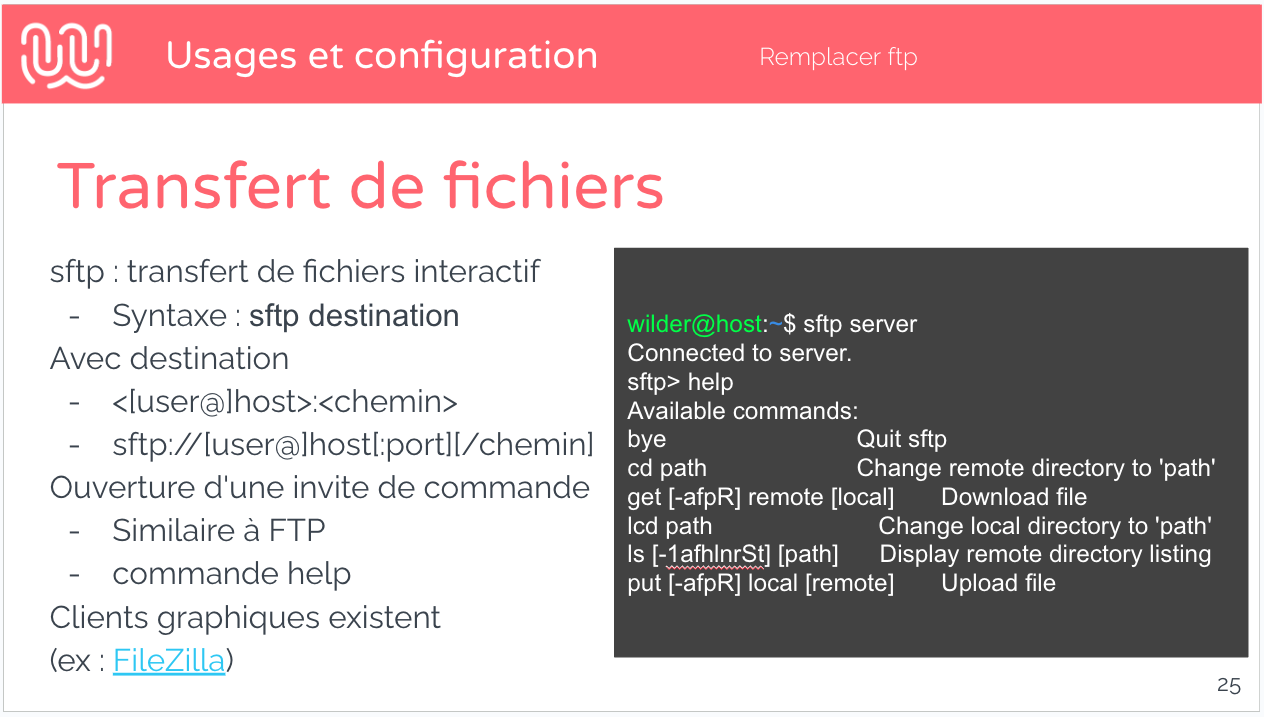 Usages et configuration
Remplacer ftp
Transfert de fichiers
sftp : transfert de fichiers interactif
- Syntaxe : sftp destination
Avec destination
- <[user@]host>:<chemin>
- sftp://[user@]host[:port][/chemin]
Ouverture d'une invite de commande
- Similaire à FTP
- commande help
Clients graphiques existent
(ex : FileZilla)
wilder@host:~$ sftp server
Connected to server.
sftp> help
Available commands:
bye Quit sftp
cd path Change remote directory to 'path'
get [-afpR] remote [local] Download file
lcd path Change local directory to 'path'
ls [-1afhlnrSt] [path] Display remote directory listing
put [-afpR] local [remote] Upload file
25